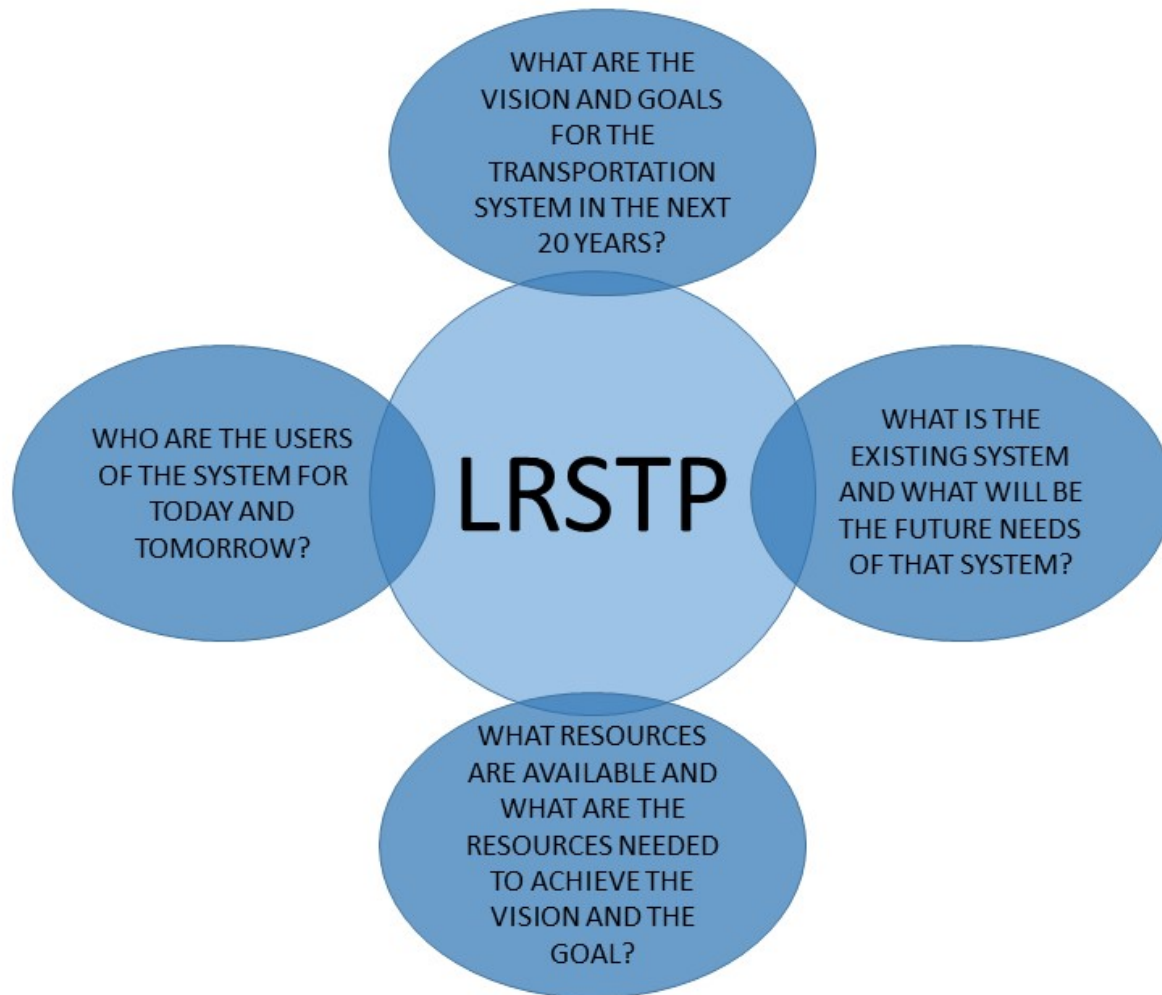 WHAT ARE THE
VISION AND GOALS
FOR THE
TRANSPORTATION
SYSTEM IN THE NEXT
20 YEARS?
WHO ARE THE USERS
OF THE SYSTEM FOR
TODAY AND
TOMORROW?
LRSTP
WHAT IS THE
EXISTING SYSTEM
AND WHAT WILL BE
THE FUTURE NEEDS
OF THAT SYSTEM?
WHAT RESOURCES
ARE AVAILABLE AND
WHAT ARE THE
RESOURCES NEEDED
TO ACHIEVE THE
VISION AND THE
GOAL?